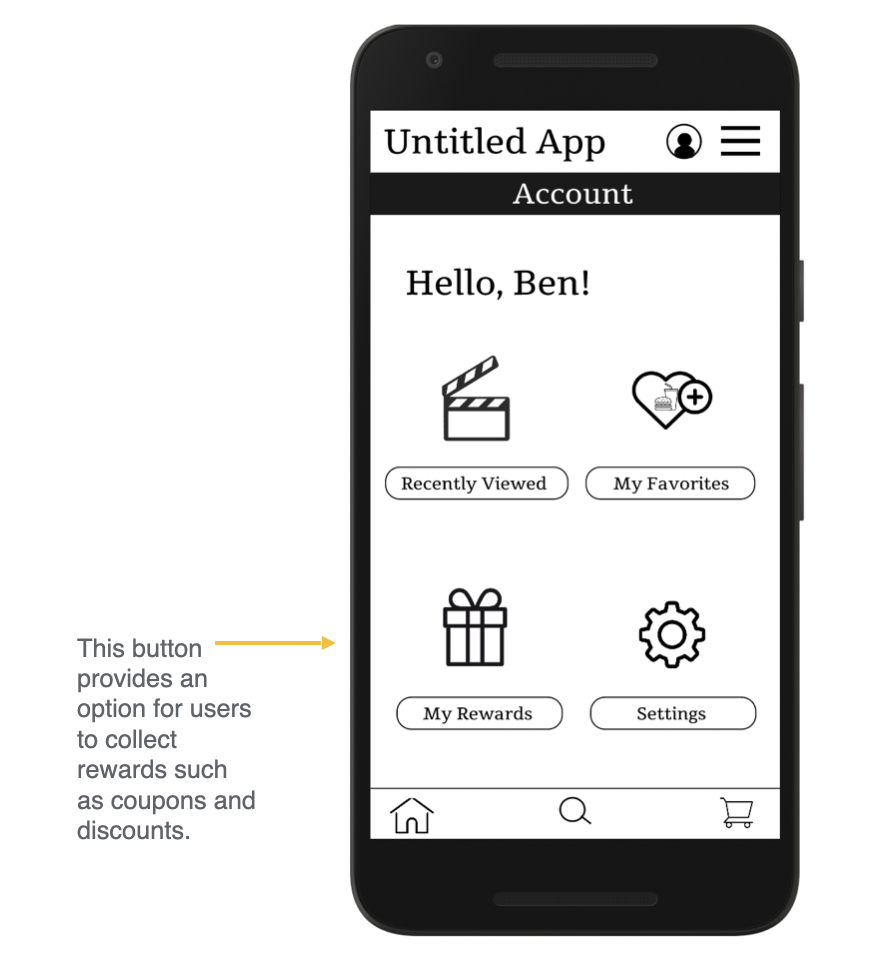 Untitled App
Account
Hello, Ben!
Recently Viewed
My Favorites
My Rewards
Settings
This button
provides an
option for users
to collect
rewards such
as coupons and
discounts.